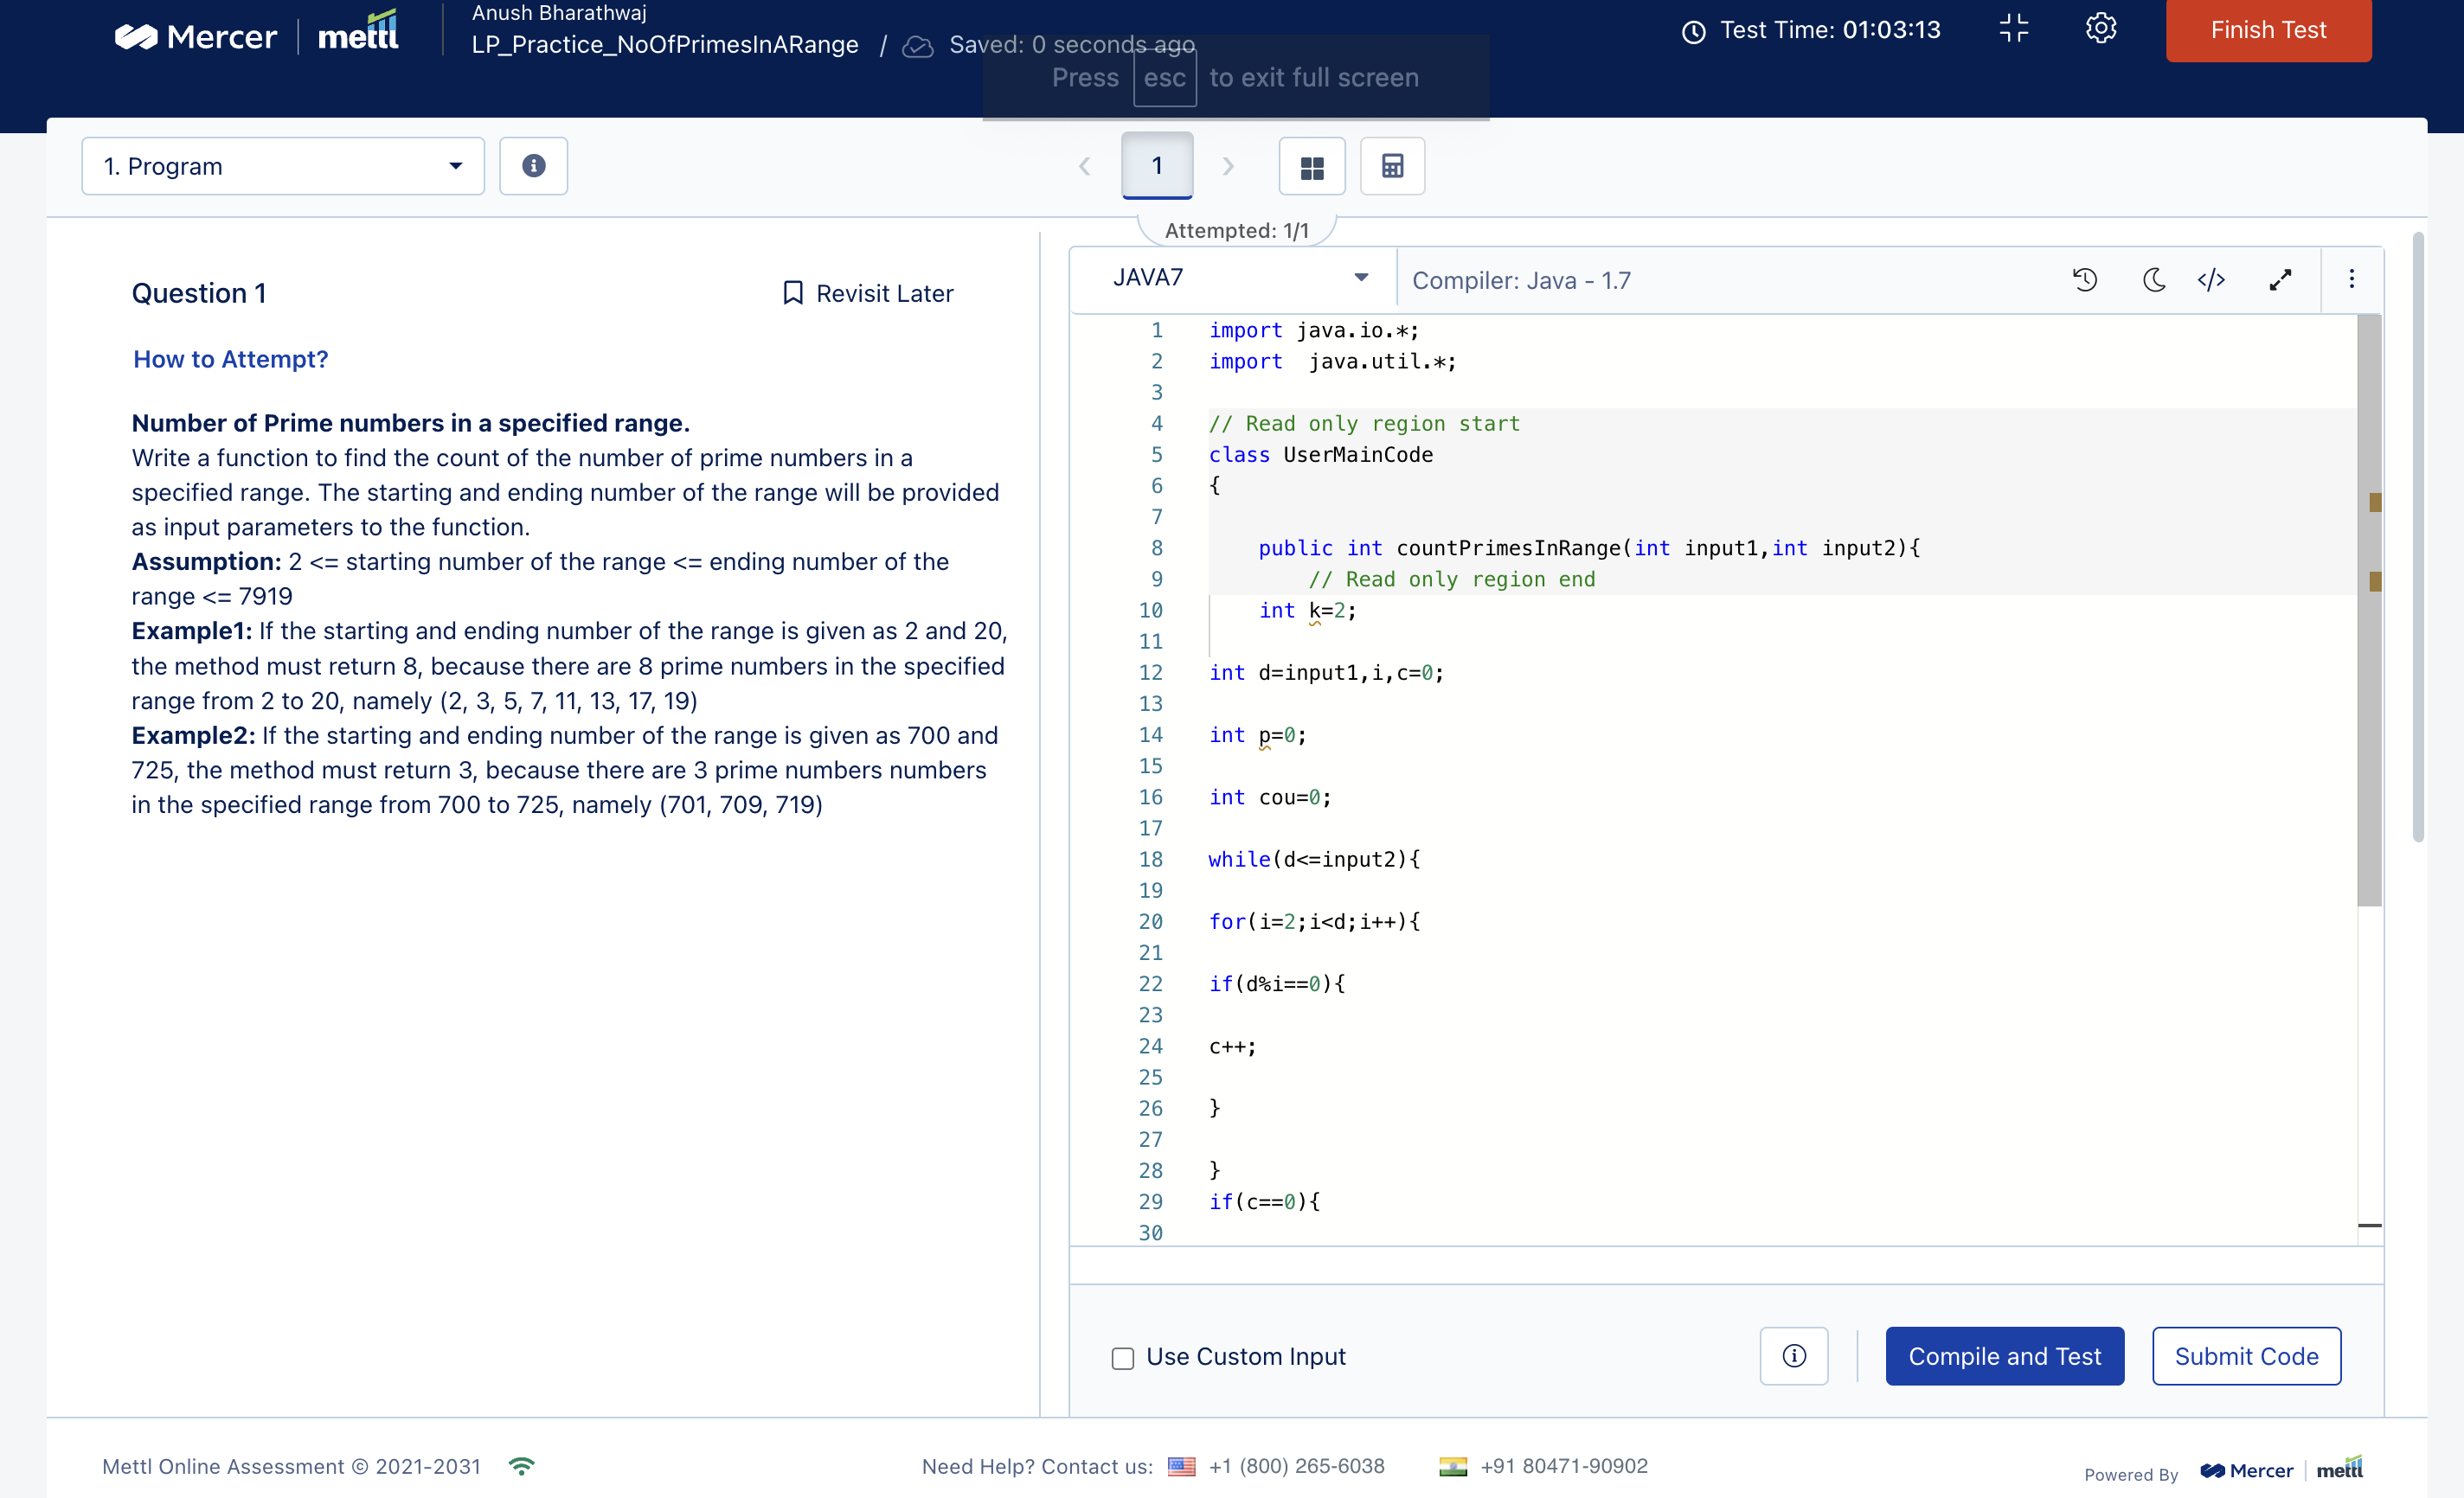 Mercer
mettl
Anush Bharathwaj
LP_Practice_NoOfPrimesInARange / Saved: 0 seconds ago
Press esc to exit full screen
Test Time: 01:03:13
Finish Test
1. Program
1
Attempted: 1/1
Question 1
Revisit Later
How to Attempt?
Number of Prime numbers in a specified range.
Write a function to find the count of the number of prime numbers in a
specified range. The starting and ending number of the range will be provided
as input parameters to the function.
Assumption: 2 <= starting number of the range <= ending number of the
range <= 7919
Example1: If the starting and ending number of the range is given as 2 and 20,
the method must return 8, because there are 8 prime numbers in the specified
range from 2 to 20, namely (2, 3, 5, 7, 11, 13, 17, 19)
Example2: If the starting and ending number of the range is given as 700 and
725, the method must return 3, because there are 3 prime numbers numbers
in the specified range from 700 to 725, namely (701, 709, 719)
JAVA7
Compiler: Java - 1.7
1 import java.io.*;
2 import  java.util.*;
3
4 // Read only region start
5 class UserMainCode
6 {
7
8     public int countPrimesInRange(int input1,int input2){
9         // Read only region end
10     int k=2;
11
12 int d=input1,i,c=0;
13
14 int p=0;
15
16 int cou=0;
17
18 while(d<=input2){
19
20 for(i=2;i<d;i++){
21
22 if(d%i==0){
23
24 c++;
25
26 }
27
28 }
29 if(c==0){
30
Use Custom Input
Compile and Test
Submit Code
Mettl Online Assessment © 2021-2031
Need Help? Contact us: +1 (800) 265-6038 +91 80471-90902
Powered By Mercer mettl